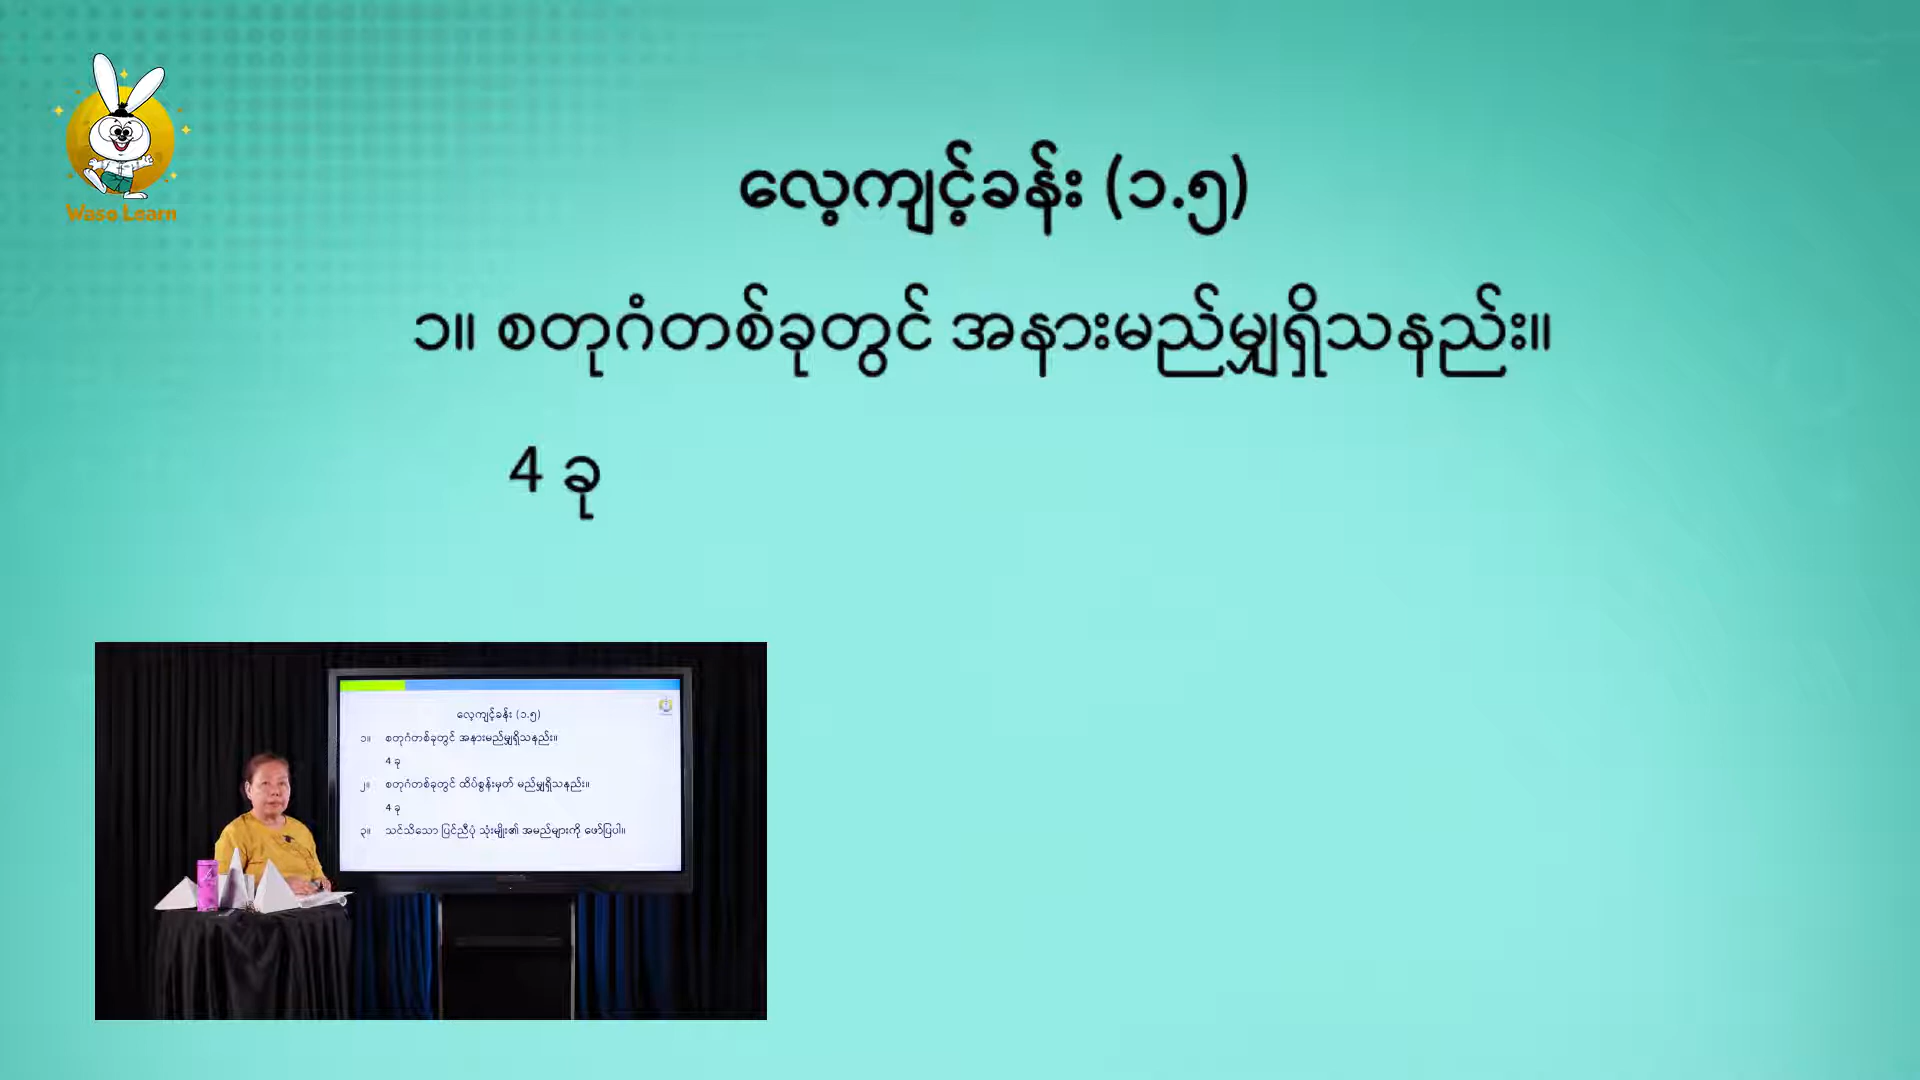 Waso Learn
လေ့ကျင့်ခန်း (၁.၅)
၁။ စတုဂံတစ်ခုတွင် အနားမည်မျှရှိသနည်း။
4 ခု
လေ့ကျင့်ခန်း (၁.၅)
၁။ စတုဂံတစ်ခုတွင် အနားမည်မျှရှိသနည်း။
4 ခု
၂။ စတုဂံတစ်ခုတွင် ထိပ်စွန်းမှတ် မည်မျှရှိသနည်း။
4 ခု
၃။ သင်သိသော ပြင်ညီပုံ သုံးမျိုး၏ အမည်များကို ဖော်ပြပါ။